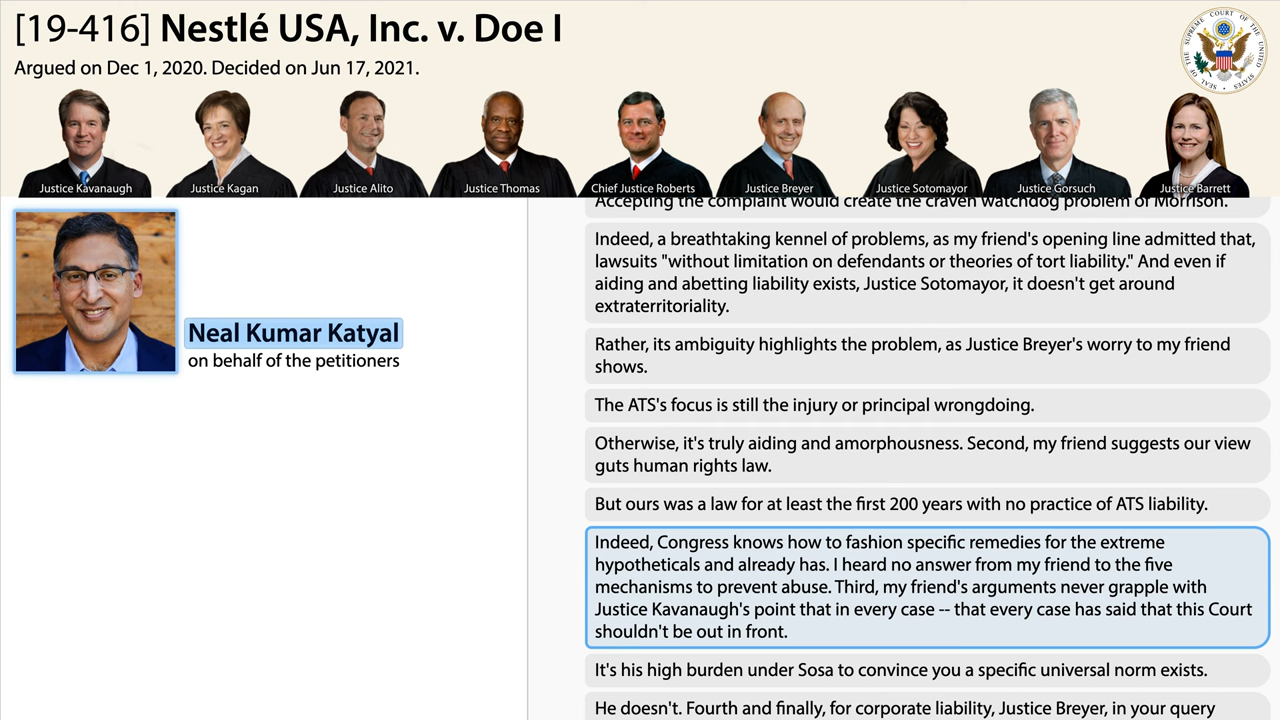 [19-416] Nestlé USA, Inc. v. Doe I
Argued on Dec 1, 2020. Decided on Jun 17, 2021.
SUPREME COURT OF THE UNITED STATES
SEAL OF THE
Justice Kavanaugh
Justice Kagan
Justice Alito
Justice Thomas
Chief Justice Roberts
Justice Breyer
Justice Sotomayor
Justice Gorsuch
Justice Barrett
Neal Kumar Katyal
on behalf of the petitioners
Accepting the complaint would create the craven watchdog problem of Morrison.
Indeed, a breathtaking kennel of problems, as my friend's opening line admitted that,
lawsuits "without limitation on defendants or theories of tort liability." And even if
aiding and abetting liability exists, Justice Sotomayor, it doesn't get around
extraterritoriality.
Rather, its ambiguity highlights the problem, as Justice Breyer's worry to my friend
shows.
The ATS's focus is still the injury or principal wrongdoing.
Otherwise, it's truly aiding and amorphousness. Second, my friend suggests our view
guts human rights law.
But ours was a law for at least the first 200 years with no practice of ATS liability.
Indeed, Congress knows how to fashion specific remedies for the extreme
hypotheticals and already has. I heard no answer from my friend to the five
mechanisms to prevent abuse. Third, my friend's arguments never grapple with
Justice Kavanaugh's point that in every case -- that every case has said that this Court
shouldn't be out in front.
It's his high burden under Sosa to convince you a specific universal norm exists.
He doesn't. Fourth and finally, for corporate liability, Justice Breyer, in your query